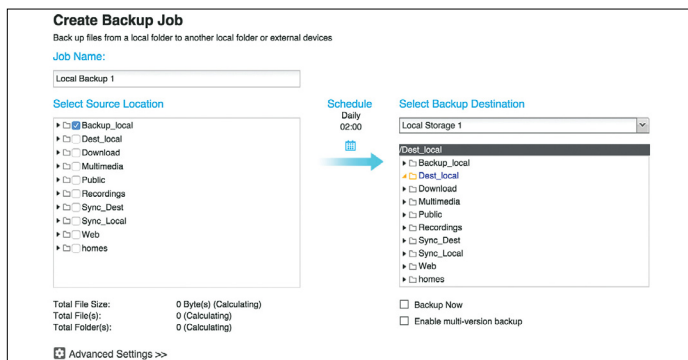 Create Backup Job
Back up files from a local folder to another local folder or external devices
Job Name:
Local Backup 1
Select Source Location
Backup_local
Dest_local
Download
Multimedia
Public
Recordings
Sync_Dest
Sync_Local
Web
homes
Total File Size: 0 Byte(s) (Calculating)
Total File(s): 0 (Calculating)
Total Folder(s): 0 (Calculating)
Advanced Settings >>
Schedule
Daily
02:00
Select Backup Destination
Local Storage 1
/Dest_local
Backup_local
Dest_local
Download
Multimedia
Public
Recordings
Sync_Dest
Sync_Local
Web
homes
Backup Now
Enable multi-version backup